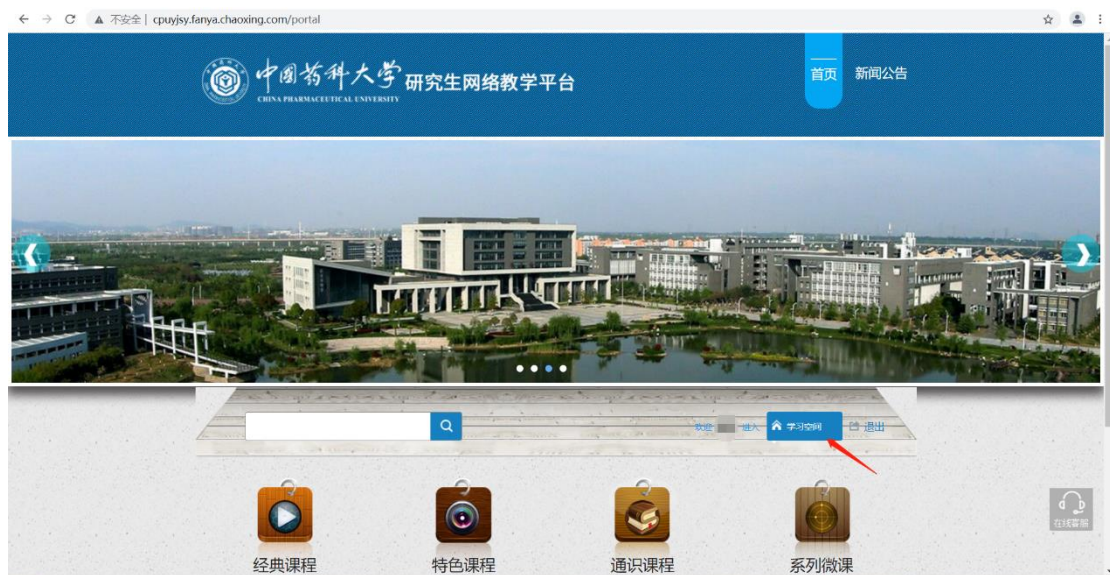 不安全 | cpuyjsy.fanya.chaoxing.com/portal
中国药科大学 研究生网络教学平台
CHINA PHARMACEUTICAL UNIVERSITY
首页 新闻公告
欢迎 进入 学习空间 退出
在线客服
经典课程 特色课程 通识课程 系列微课